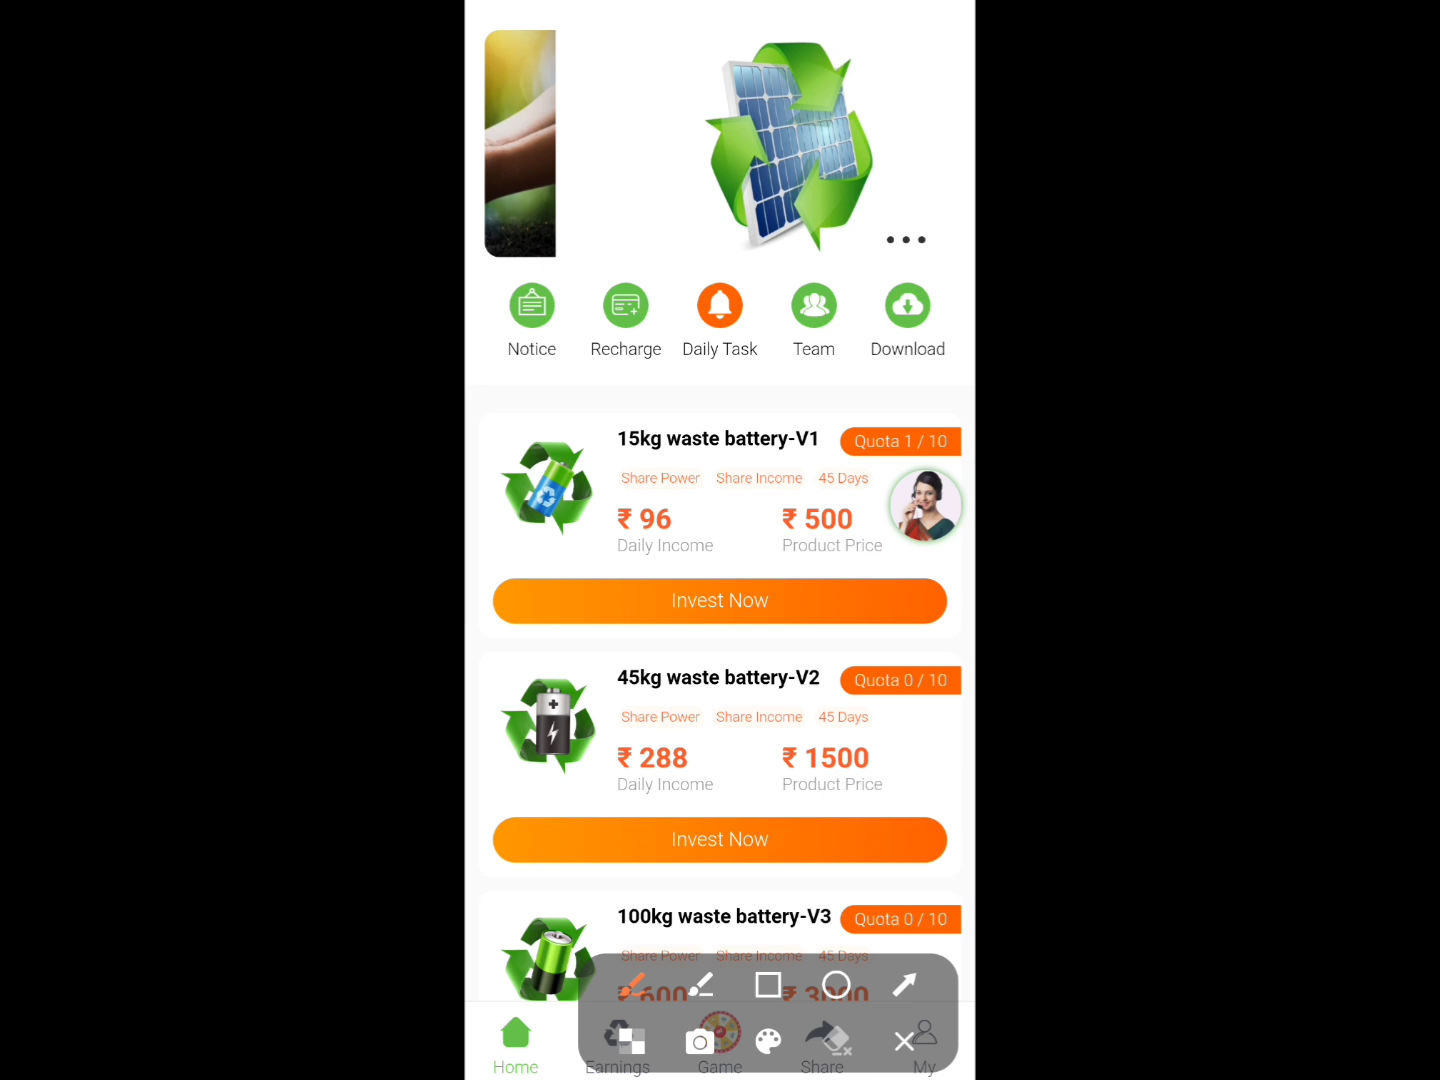 Notice
Recharge
Daily Task
Team
Download
15kg waste battery-V1
Quota 1 / 10
Share Power
Share Income
45 Days
₹ 96
₹ 500
Daily Income
Product Price
Invest Now
45kg waste battery-V2
Quota 0 / 10
Share Power
Share Income
45 Days
₹ 288
₹ 1500
Daily Income
Product Price
Invest Now
100kg waste battery-V3
Quota 0 / 10
Share Power
Share Income
45 Days
₹ 600
₹ 3000
Home
Earnings
Game
Share
My